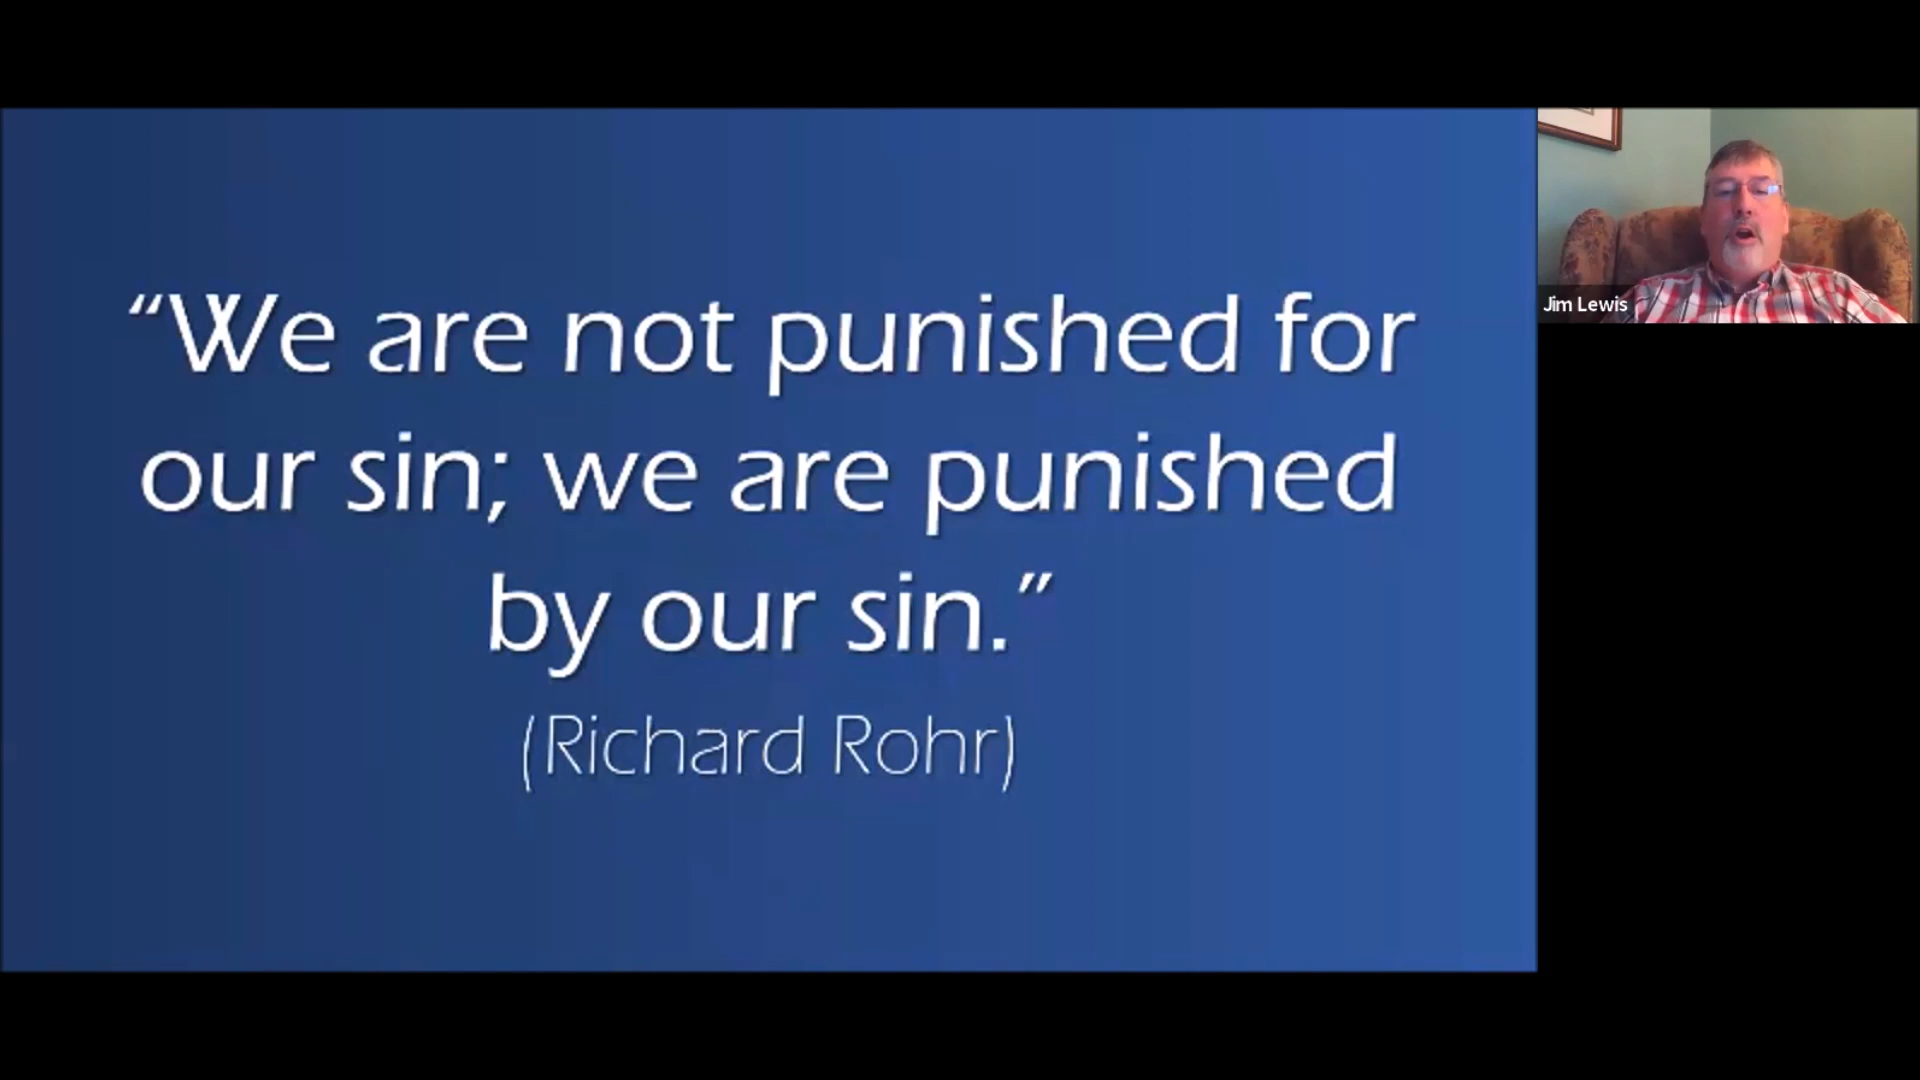 “We are not punished for
our sin; we are punished
by our sin.”
(Richard Rohr)
Jim Lewis